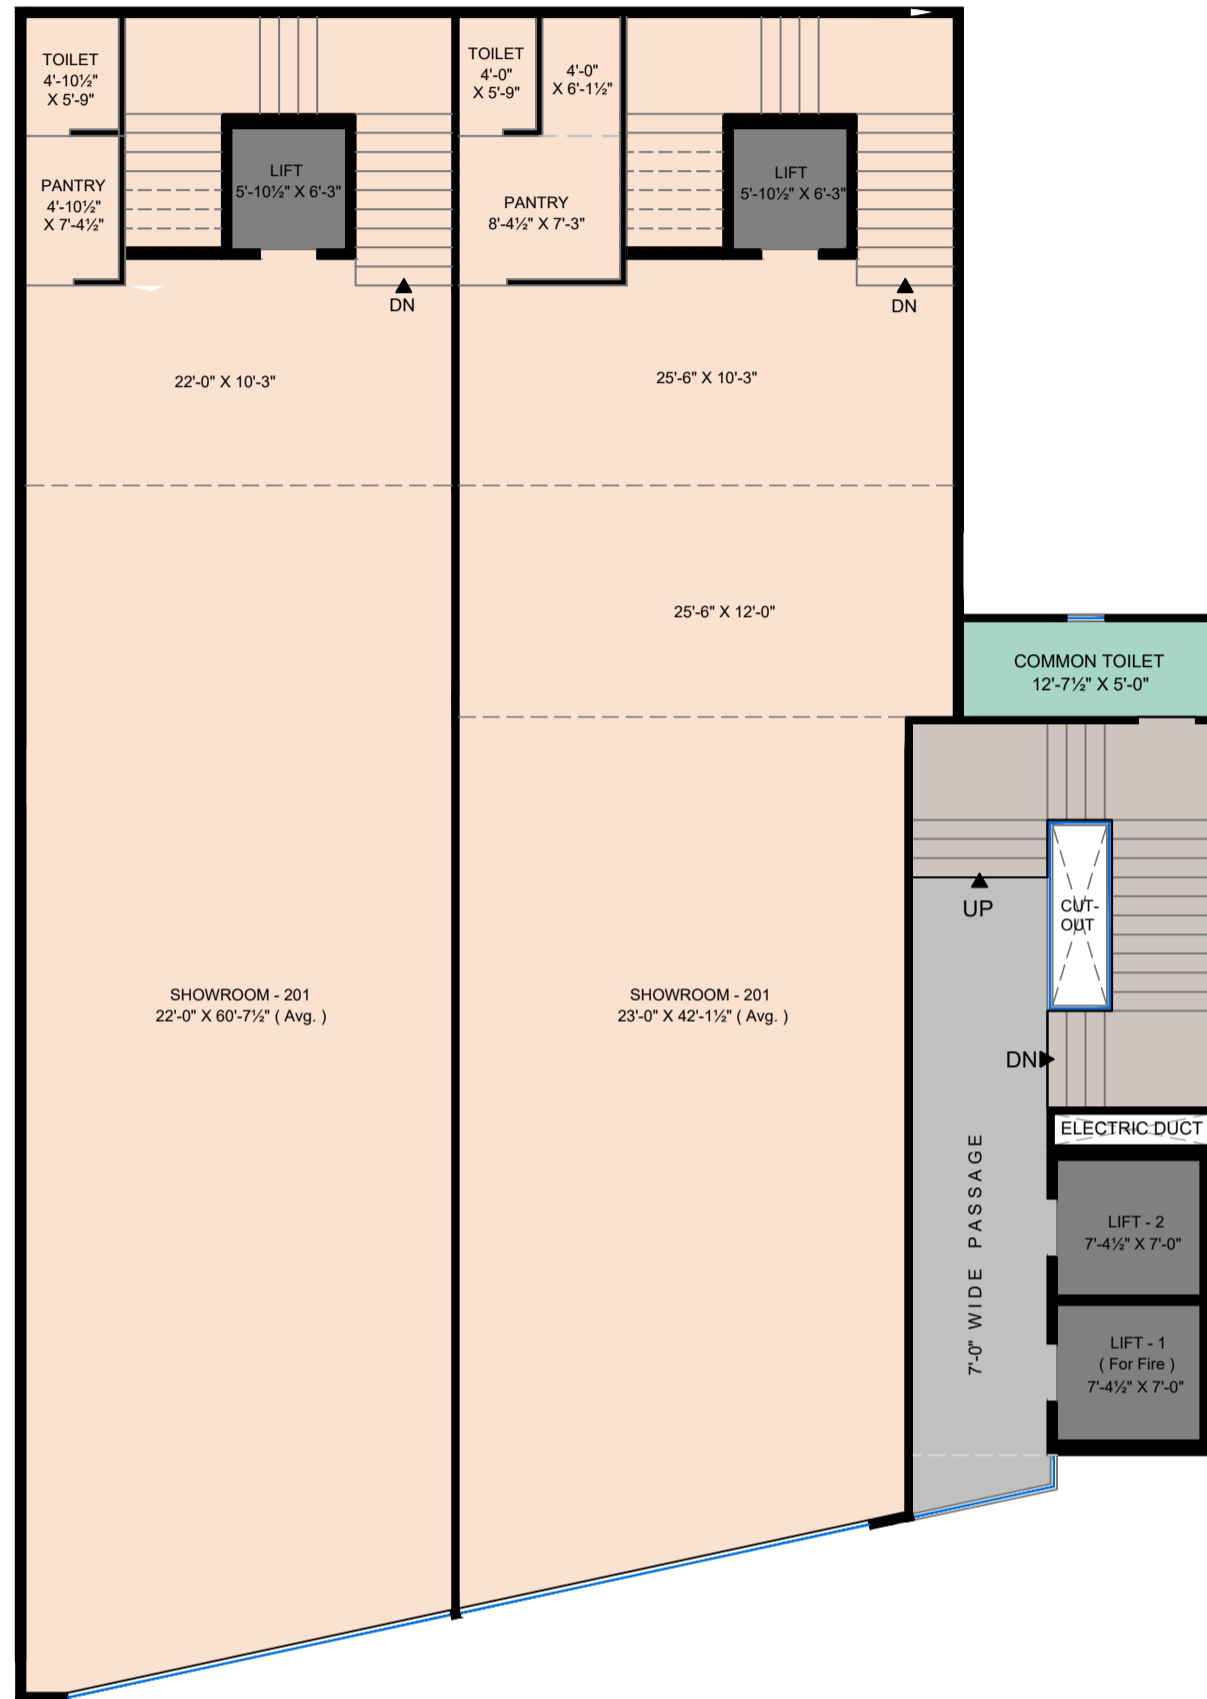 TOILET
4'-10½"
X 5'-9"
TOILET
4'-0"
X 5'-9"
4'-0"
X 6'-1½"
LIFT
5'-10½" X 6'-3"
LIFT
5'-10½" X 6'-3"
PANTRY
4'-10½"
X 7'-4½"
PANTRY
8'-4½" X 7'-3"
DN
DN
22'-0" X 10'-3"
25'-6" X 10'-3"
25'-6" X 12'-0"
COMMON TOILET
12'-7½" X 5'-0"
UP
CUT-
OUT
SHOWROOM - 201
22'-0" X 60'-7½" ( Avg. )
SHOWROOM - 201
23'-0" X 42'-1½" ( Avg. )
DN
ELECTRIC DUCT
7'-0" WIDE PASSAGE
LIFT - 2
7'-4½" X 7'-0"
LIFT - 1
( For Fire )
7'-4½" X 7'-0"